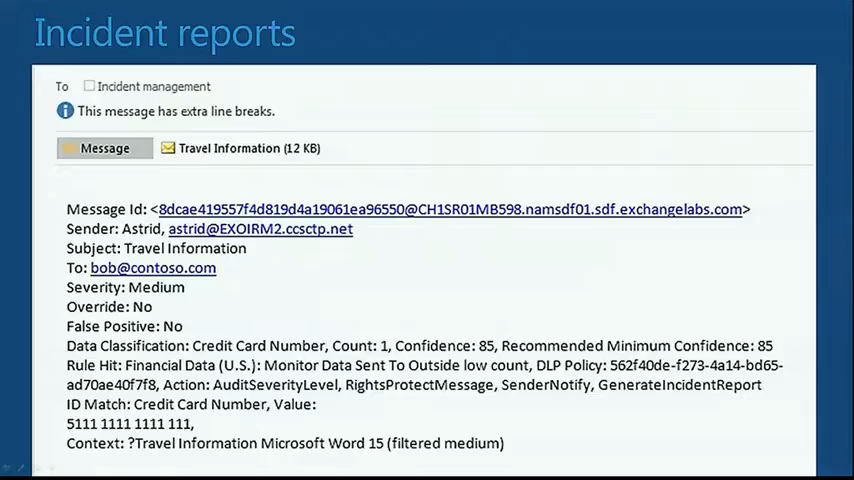 Incident reports
To Incident management
This message has extra line breaks.
Message Travel Information (12 KB)
Message Id: <8dcae419557f4d819d4a19061ea96550@CH1SR01MB598.namsdf01.sdf.exchangelabs.com>
Sender: Astrid, astrid@EXOIRM2.ccsctp.net
Subject: Travel Information
To: bob@contoso.com
Severity: Medium
Override: No
False Positive: No
Data Classification: Credit Card Number, Count: 1, Confidence: 85, Recommended Minimum Confidence: 85
Rule Hit: Financial Data (U.S.): Monitor Data Sent To Outside low count, DLP Policy: 562f40de-f273-4a14-bd65-
ad70ae40f7f8, Action: AuditSeverityLevel, RightsProtectMessage, SenderNotify, GenerateIncidentReport
ID Match: Credit Card Number, Value:
5111 1111 1111 111,
Context: ?Travel Information Microsoft Word 15 (filtered medium)